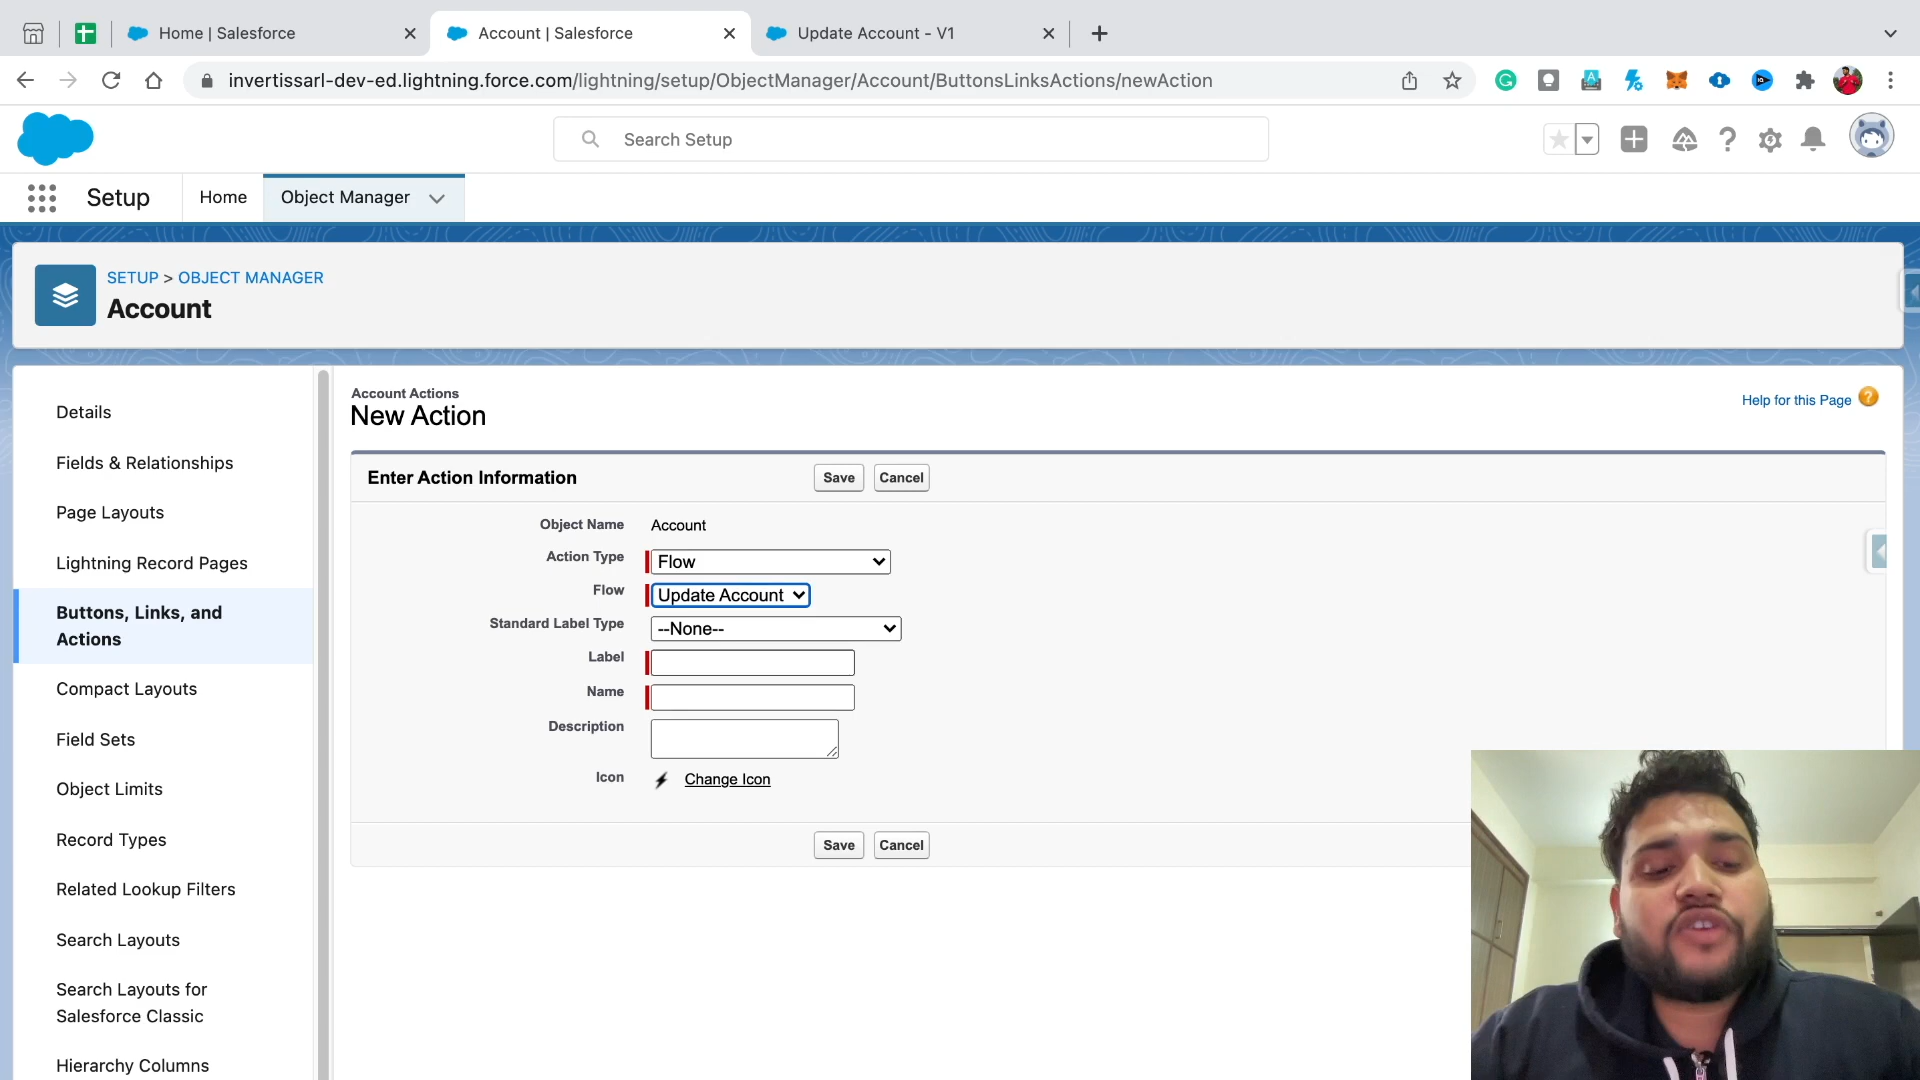 Home | Salesforce
Account | Salesforce
Update Account - V1
invertissarl-dev-ed.lightning.force.com/lightning/setup/ObjectManager/Account/ButtonsLinksActions/newAction
Search Setup
Setup
Home
Object Manager
SETUP > OBJECT MANAGER
Account
Details
Fields & Relationships
Page Layouts
Lightning Record Pages
Buttons, Links, and
Actions
Compact Layouts
Field Sets
Object Limits
Record Types
Related Lookup Filters
Search Layouts
Search Layouts for
Salesforce Classic
Hierarchy Columns
Account Actions
New Action
Help for this Page
Enter Action Information
Save
Cancel
Object Name Account
Action Type Flow
Flow Update Account
Standard Label Type --None--
Label
Name
Description
Icon Change Icon
Save
Cancel